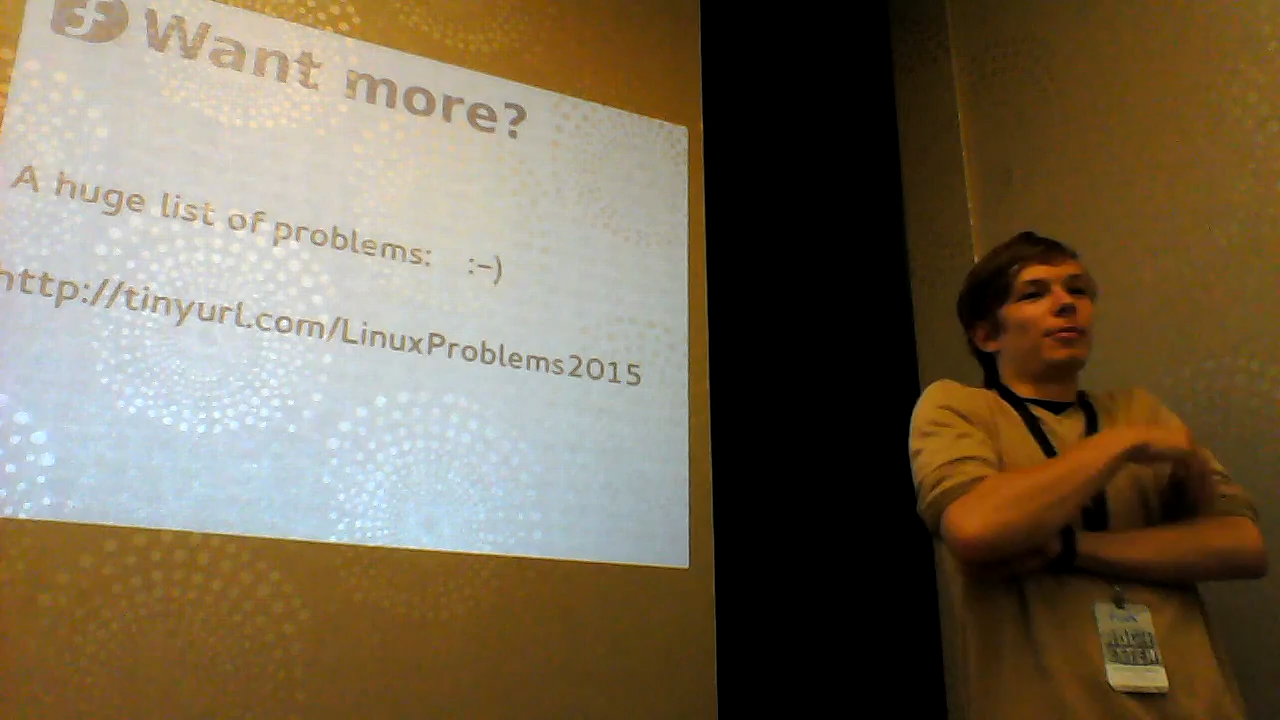 Want more?
A huge list of problems: :-)
http://tinyurl.com/LinuxProblems2015